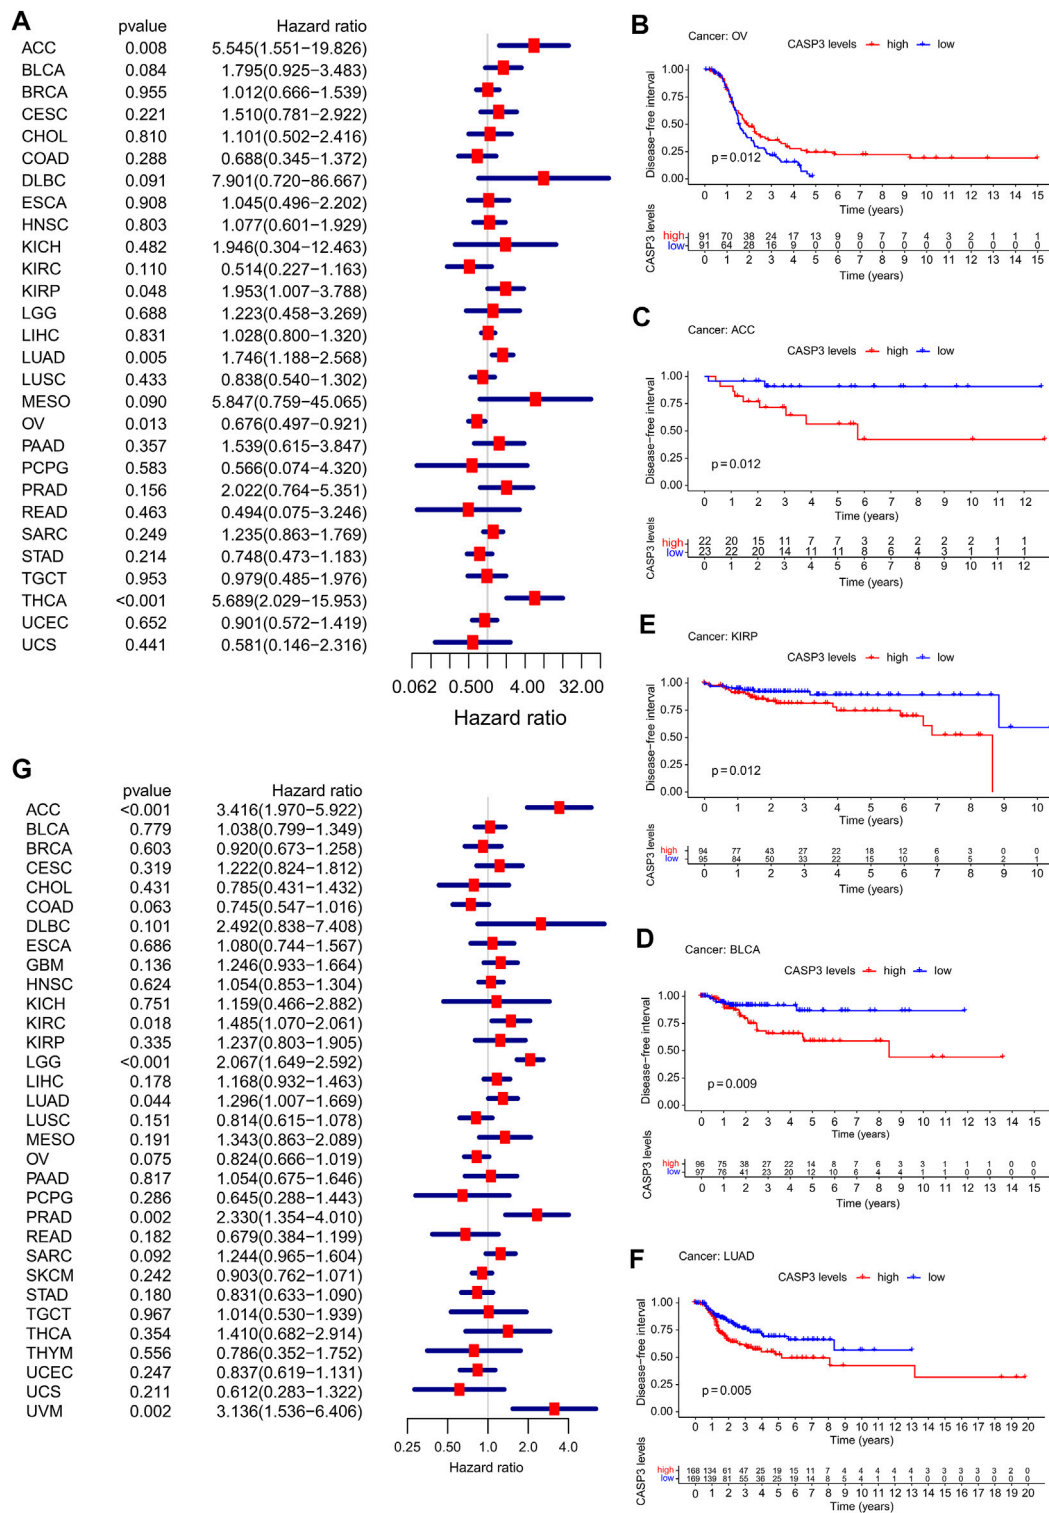 A
pvalue Hazard ratio
ACC 0.008 5.545(1.551−19.826)
BLCA 0.084 1.795(0.925−3.483)
BRCA 0.955 1.012(0.666−1.539)
CESC 0.221 1.510(0.781−2.922)
CHOL 0.810 1.101(0.502−2.416)
COAD 0.288 0.688(0.345−1.372)
DLBC 0.091 7.901(0.720−86.667)
ESCA 0.908 1.045(0.496−2.202)
HNSC 0.803 1.077(0.601−1.929)
KICH 0.482 1.946(0.304−12.463)
KIRC 0.110 0.514(0.227−1.163)
KIRP 0.048 1.953(1.007−3.788)
LGG 0.688 1.223(0.458−3.269)
LIHC 0.831 1.028(0.800−1.320)
LUAD 0.005 1.746(1.188−2.568)
LUSC 0.433 0.838(0.540−1.302)
MESO 0.090 5.847(0.759−45.065)
OV 0.013 0.676(0.497−0.921)
PAAD 0.357 1.539(0.615−3.847)
PCPG 0.583 0.566(0.074−4.320)
PRAD 0.156 2.022(0.764−5.351)
READ 0.463 0.494(0.075−3.246)
SARC 0.249 1.235(0.863−1.769)
STAD 0.214 0.748(0.473−1.183)
TGCT 0.953 0.979(0.485−1.976)
THCA <0.001 5.689(2.029−15.953)
UCEC 0.652 0.901(0.572−1.419)
UCS 0.441 0.581(0.146−2.316)
0.062 0.500 4.00 32.00
Hazard ratio
G
pvalue Hazard ratio
ACC <0.001 3.416(1.970−5.922)
BLCA 0.779 1.038(0.799−1.349)
BRCA 0.603 0.920(0.673−1.258)
CESC 0.319 1.222(0.824−1.812)
CHOL 0.431 0.785(0.431−1.432)
COAD 0.063 0.745(0.547−1.016)
DLBC 0.101 2.492(0.838−7.408)
ESCA 0.686 1.080(0.744−1.567)
GBM 0.136 1.246(0.933−1.664)
HNSC 0.624 1.054(0.853−1.304)
KICH 0.751 1.159(0.466−2.882)
KIRC 0.018 1.485(1.070−2.061)
KIRP 0.335 1.237(0.803−1.905)
LGG <0.001 2.067(1.649−2.592)
LIHC 0.178 1.168(0.932−1.463)
LUAD 0.044 1.296(1.007−1.669)
LUSC 0.151 0.814(0.615−1.078)
MESO 0.191 1.343(0.863−2.089)
OV 0.075 0.824(0.666−1.019)
PAAD 0.817 1.054(0.675−1.646)
PCPG 0.286 0.645(0.288−1.443)
PRAD 0.002 2.330(1.354−4.010)
READ 0.182 0.679(0.384−1.199)
SARC 0.092 1.244(0.965−1.604)
SKCM 0.242 0.903(0.762−1.071)
STAD 0.180 0.831(0.633−1.090)
TGCT 0.967 1.014(0.530−1.939)
THCA 0.354 1.410(0.682−2.914)
THYM 0.556 0.786(0.352−1.752)
UCEC 0.247 0.837(0.619−1.131)
UCS 0.211 0.612(0.283−1.322)
UVM 0.002 3.136(1.536−6.406)
0.25 0.50 1.0 2.0 4.0
Hazard ratio
B
Cancer: OV
CASP3 levels high low
Disease−free interval
1.00
0.75
0.50
0.25
0.00
p=0.012
0 1 2 3 4 5 6 7 8 9 10 11 12 13 14 15
Time (years)
CASP3 levels
high 91 70 38 24 17 13 9 9 7 7 4 3 2 1 1 1
low 91 64 28 16 9 0 0 0 0 0 0 0 0 0 0 0
0 1 2 3 4 5 6 7 8 9 10 11 12 13 14 15
Time (years)
C
Cancer: ACC
CASP3 levels high low
Disease−free interval
1.00
0.75
0.50
0.25
0.00
p=0.012
0 1 2 3 4 5 6 7 8 9 10 11 12
Time (years)
CASP3 levels
high 22 20 15 11 7 7 3 2 2 2 2 1 1
low 23 22 20 14 11 11 8 6 4 3 1 1 1
0 1 2 3 4 5 6 7 8 9 10 11 12
Time (years)
E
Cancer: KIRP
CASP3 levels high low
Disease−free interval
1.00
0.75
0.50
0.25
0.00
p=0.012
0 1 2 3 4 5 6 7 8 9 10
Time (years)
CASP3 levels
high 94 77 43 27 22 18 12 6 3 0 0
low 95 84 50 33 22 15 10 8 5 2 1
0 1 2 3 4 5 6 7 8 9 10
Time (years)
D
Cancer: BLCA
CASP3 levels high low
Disease−free interval
1.00
0.75
0.50
0.25
0.00
p=0.009
0 1 2 3 4 5 6 7 8 9 10 11 12 13 14 15
Time (years)
CASP3 levels
high 96 75 38 27 22 14 8 7 6 3 3 1 1 1 0 0
low 97 76 41 23 20 12 10 6 4 4 1 1 0 0 0 0
0 1 2 3 4 5 6 7 8 9 10 11 12 13 14 15
Time (years)
F
Cancer: LUAD
CASP3 levels high low
Disease−free interval
1.00
0.75
0.50
0.25
0.00
p=0.005
0 1 2 3 4 5 6 7 8 9 10 11 12 13 14 15 16 17 18 19 20
Time (years)
CASP3 levels
high 168 134 61 47 25 19 15 11 7 4 4 4 4 4 3 3 3 3 3 2 0
low 169 139 81 55 36 25 19 14 8 5 4 1 1 1 0 0 0 0 0 0 0
0 1 2 3 4 5 6 7 8 9 10 11 12 13 14 15 16 17 18 19 20
Time (years)